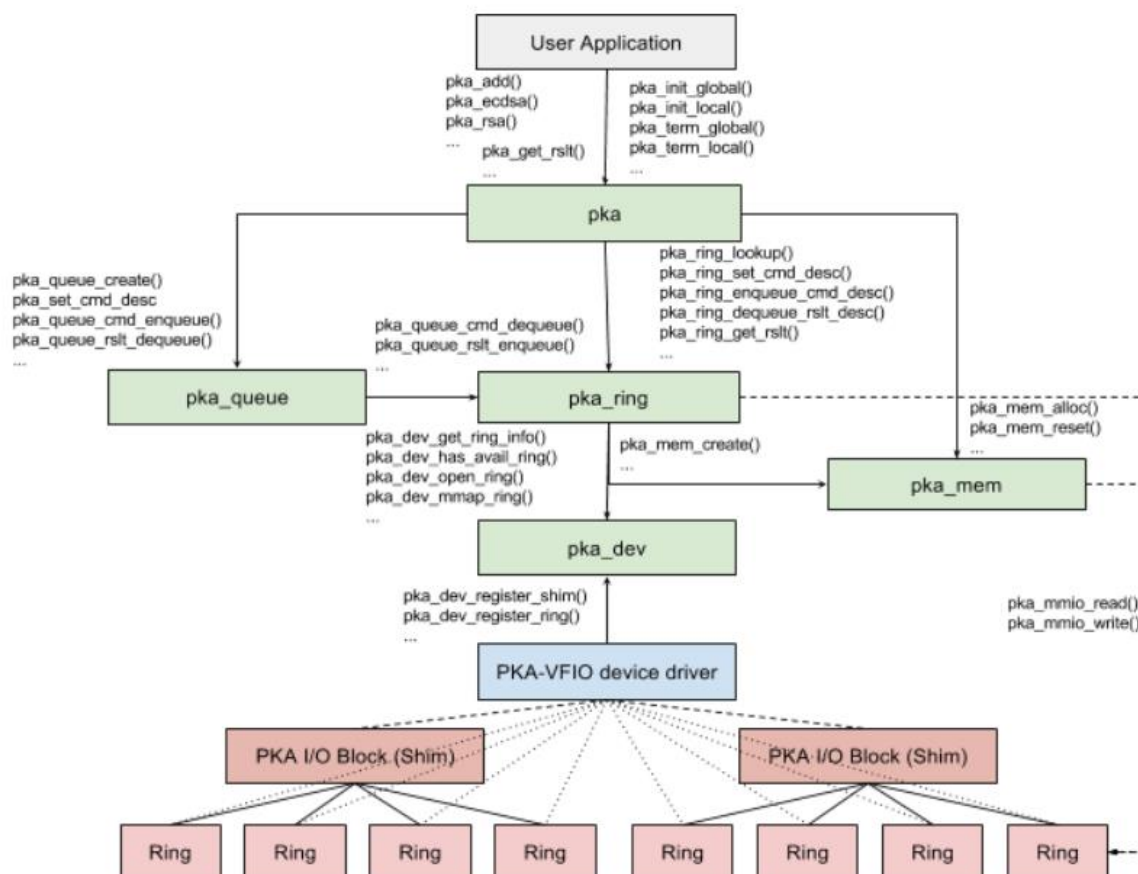 User Application
pka_add()
pka_ecdsa()
pka_rsa()
...
pka_get_rslt()
...
pka_init_global()
pka_init_local()
pka_term_global()
pka_term_local()
...
pka
pka_queue_create()
pka_set_cmd_desc
pka_queue_cmd_enqueue()
pka_queue_rslt_dequeue()
...
pka_queue_cmd_dequeue()
pka_queue_rslt_enqueue()
...
pka_ring_lookup()
pka_ring_set_cmd_desc()
pka_ring_enqueue_cmd_desc()
pka_ring_dequeue_rslt_desc()
pka_ring_get_rslt()
...
pka_queue
pka_ring
pka_mem_alloc()
pka_mem_reset()
...
pka_dev_get_ring_info()
pka_dev_has_avail_ring()
pka_dev_open_ring()
pka_dev_mmap_ring()
...
pka_mem_create()
...
pka_mem
pka_dev
pka_dev_register_shim()
pka_dev_register_ring()
...
pka_mmio_read()
pka_mmio_write()
PKA-VFIO device driver
PKA I/O Block (Shim)
PKA I/O Block (Shim)
Ring
Ring
Ring
Ring
Ring
Ring
Ring
Ring